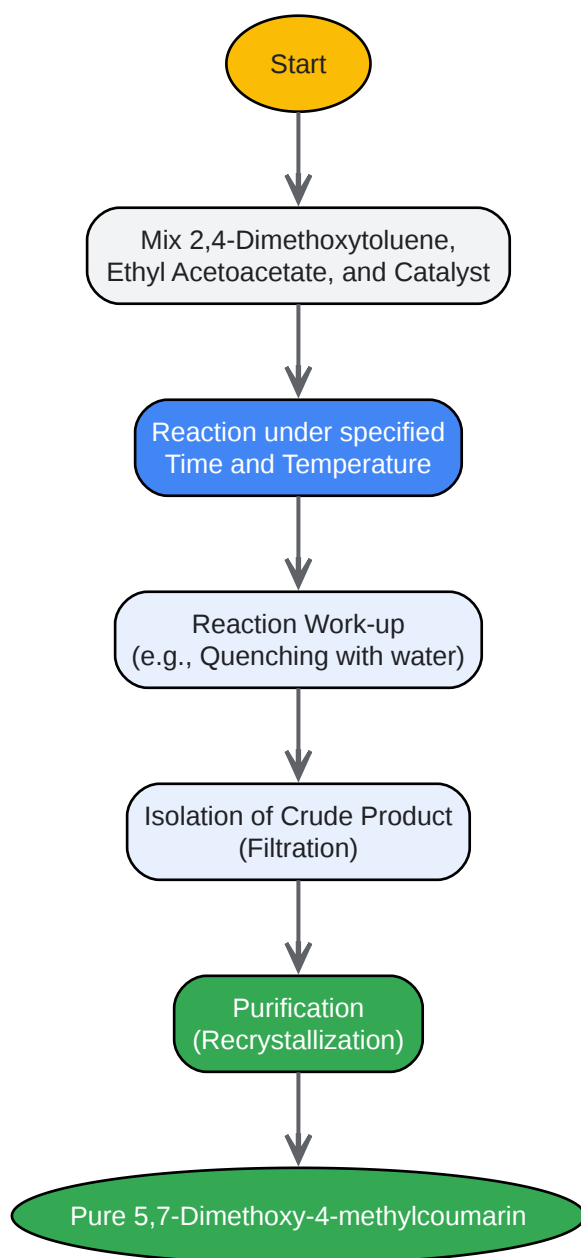 Start
Mix 2,4-Dimethoxytoluene,
Ethyl Acetoacetate, and Catalyst
Reaction under specified
Time and Temperature
Reaction Work-up
(e.g., Quenching with water)
Isolation of Crude Product
(Filtration)
Purification
(Recrystallization)
Pure 5,7-Dimethoxy-4-methylcoumarin